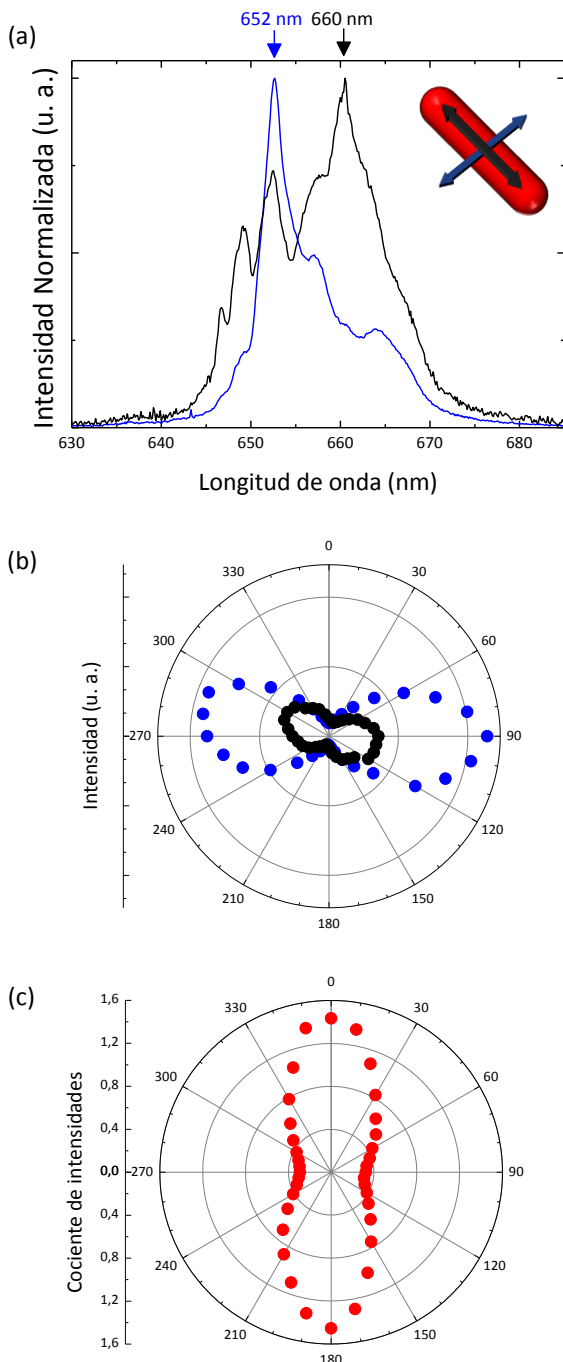 652 nm 660 nm
(a)
Intensidad Normalizada (u. a.)
630 640 650 660 670 680
Longitud de onda (nm)
(b)
0
330 30
300 60
270 90
240 120
210 150
180
Intensidad (u. a.)
(c)
0
1,6 330 30
1,2
300 60
0,8
0,4
0,0 270 90
0,4
0,8
240 120
1,2
1,6 210 150
180
Cociente de intensidades